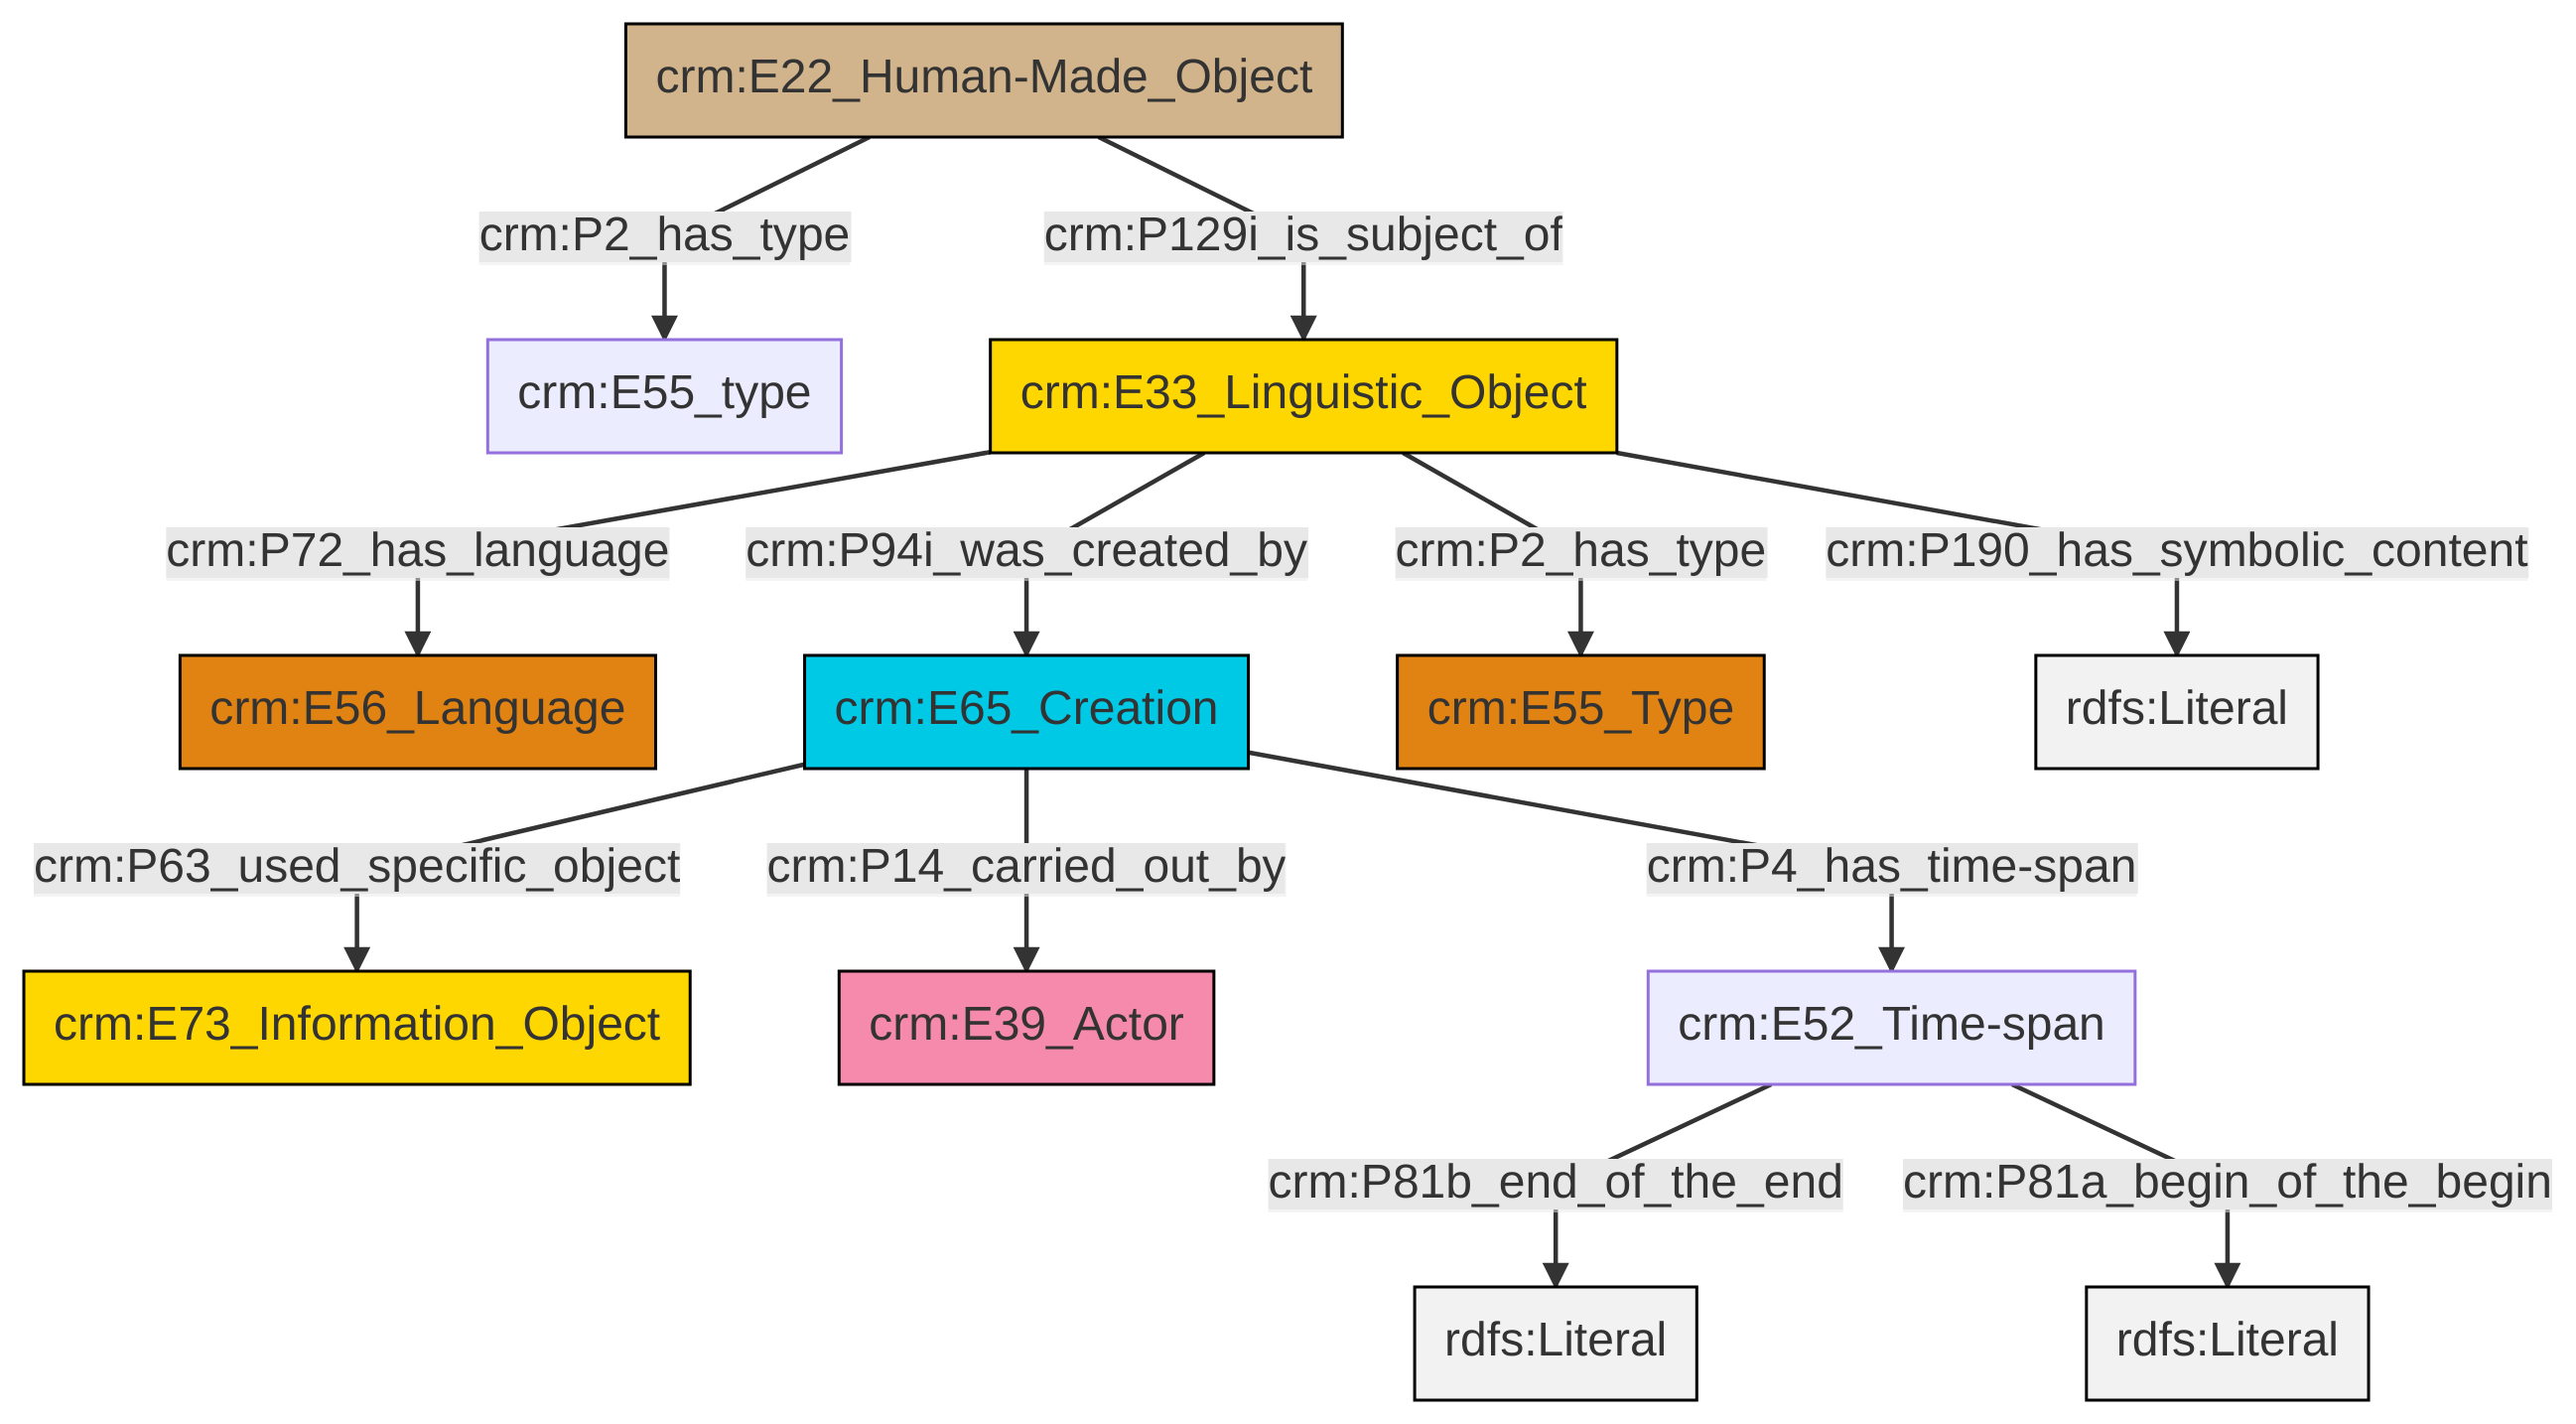 crm:E22_Human-Made_Object
crm:P2_has_type
crm:P129i_is_subject_of
crm:E55_type
crm:E33_Linguistic_Object
crm:P72_has_language
crm:P94i_was_created_by
crm:P2_has_type
crm:P190_has_symbolic_content
crm:E56_Language
crm:E65_Creation
crm:E55_Type
rdfs:Literal
crm:P63_used_specific_object
crm:P14_carried_out_by
crm:P4_has_time-span
crm:E73_Information_Object
crm:E39_Actor
crm:E52_Time-span
crm:P81b_end_of_the_end
crm:P81a_begin_of_the_begin
rdfs:Literal
rdfs:Literal